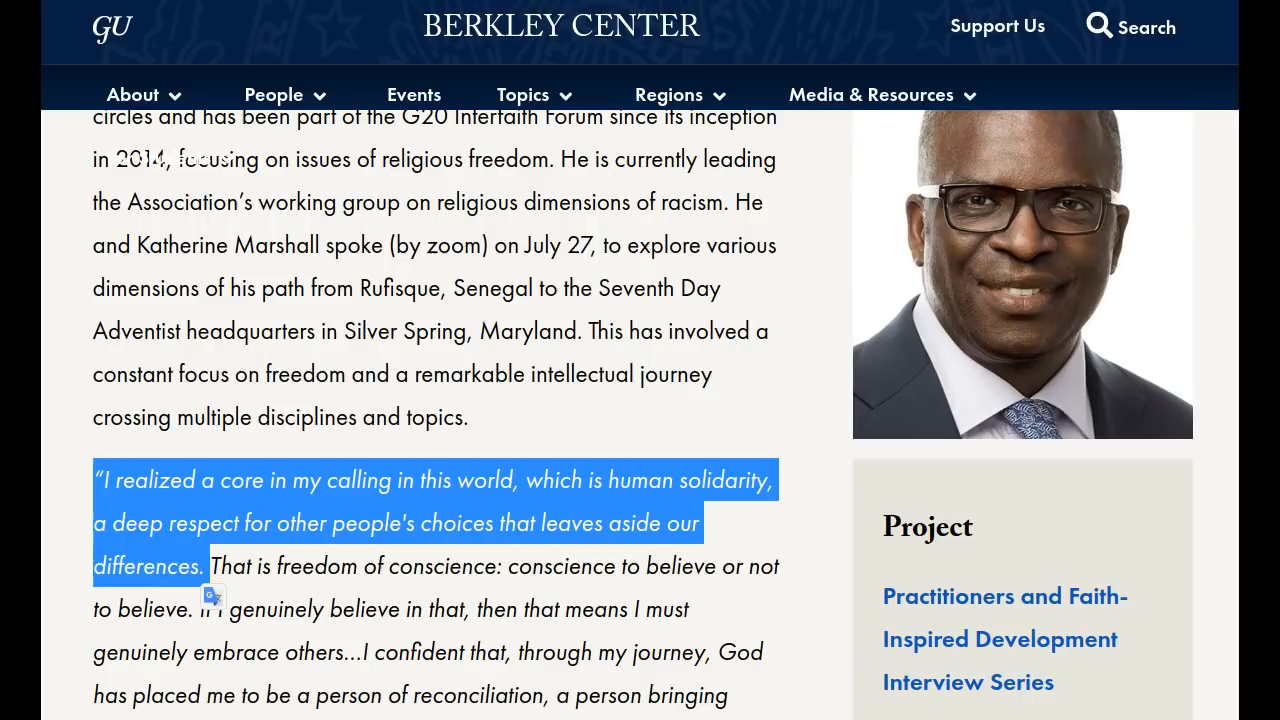 GU
BERKLEY CENTER
Support Us
Search
About
People
Events
Topics
Regions
Media & Resources
circles and has been part of the G20 Interfaith Forum since its inception
in 2014, focusing on issues of religious freedom. He is currently leading
the Association’s working group on religious dimensions of racism. He
and Katherine Marshall spoke (by zoom) on July 27, to explore various
dimensions of his path from Rufisque, Senegal to the Seventh Day
Adventist headquarters in Silver Spring, Maryland. This has involved a
constant focus on freedom and a remarkable intellectual journey
crossing multiple disciplines and topics.
“I realized a core in my calling in this world, which is human solidarity,
a deep respect for other people's choices that leaves aside our
differences. That is freedom of conscience: conscience to believe or not
to believe. If I genuinely believe in that, then that means I must
genuinely embrace others...I confident that, through my journey, God
has placed me to be a person of reconciliation, a person bringing
Project
Practitioners and Faith-
Inspired Development
Interview Series